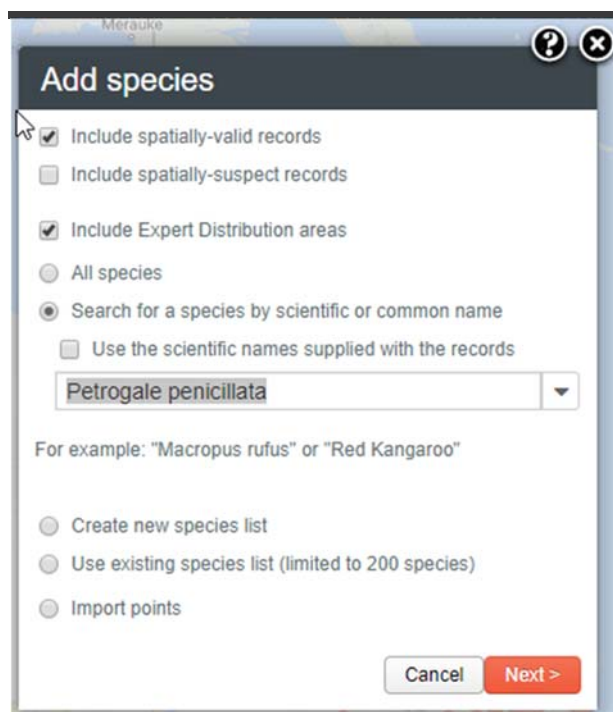 Merauke
Add species
Include spatially-valid records
Include spatially-suspect records
Include Expert Distribution areas
All species
Search for a species by scientific or common name
Use the scientific names supplied with the records
Petrogale penicillata
For example: "Macropus rufus" or "Red Kangaroo"
Create new species list
Use existing species list (limited to 200 species)
Import points
Cancel Next >